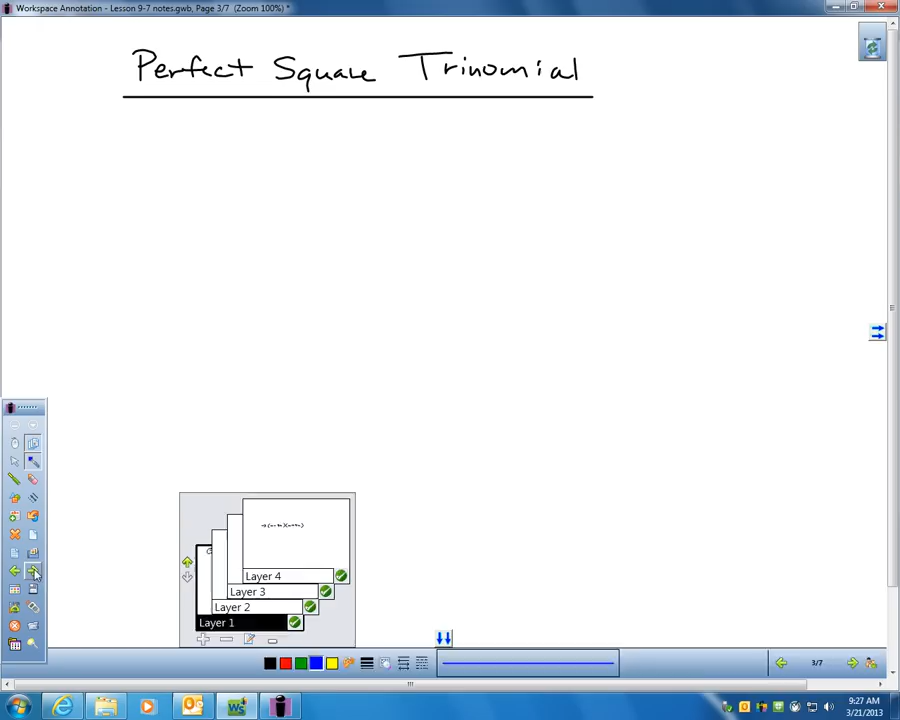 Workspace Annotation - Lesson 9-7 notes.gwb, Page 3/7 (Zoom 100%) *
Perfect Square Trinomial
Layer 4
Layer 3
Layer 2
Layer 1
3/7
9:27 AM
3/21/2013